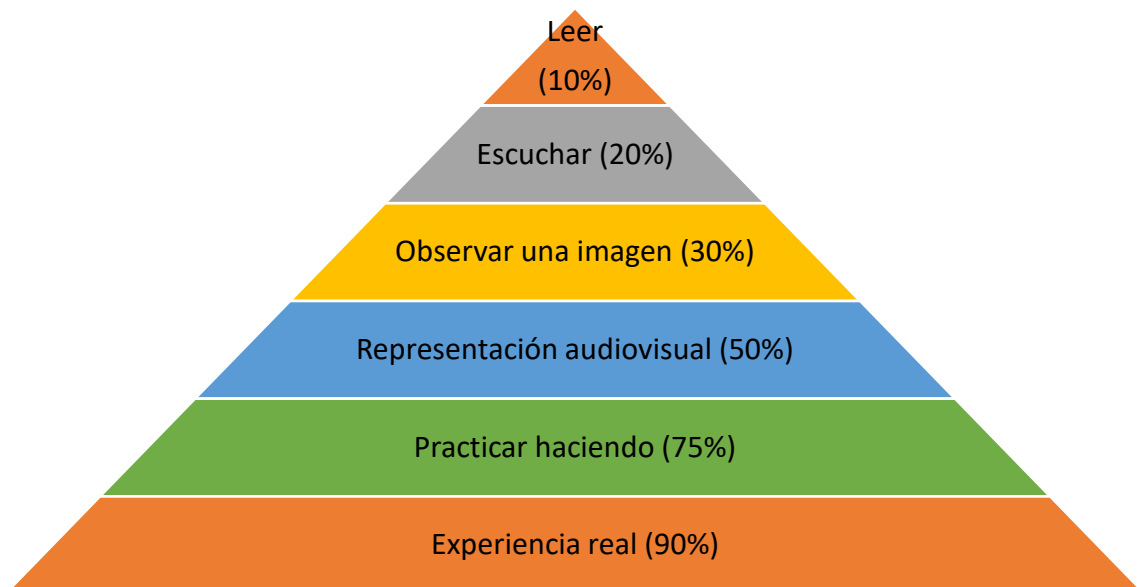 Leer
(10%)
Escuchar (20%)
Observar una imagen (30%)
Representación audiovisual (50%)
Practicar haciendo (75%)
Experiencia real (90%)